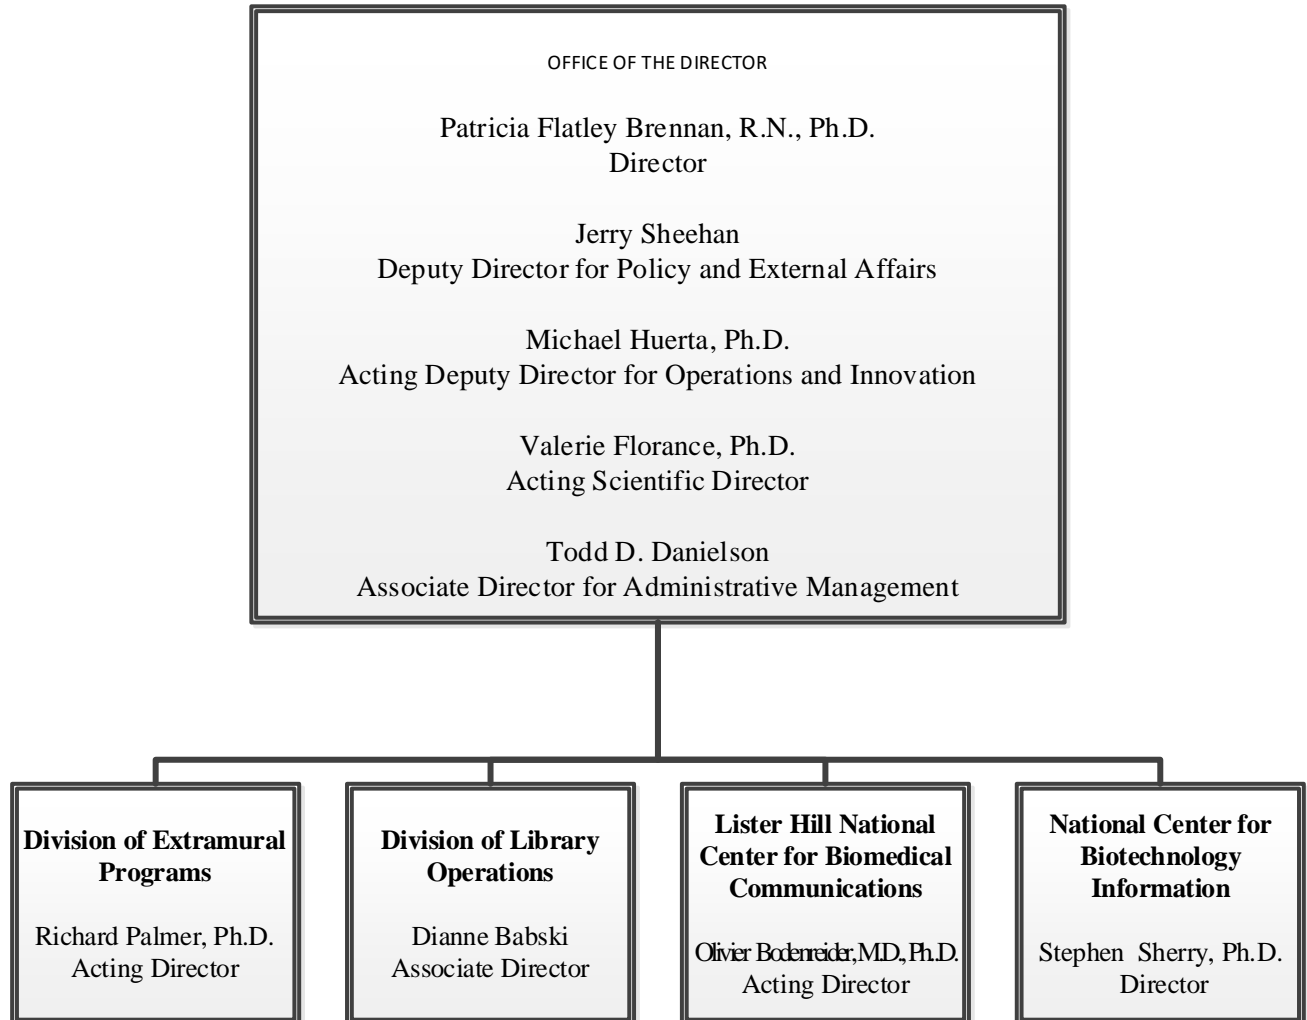 OFFICE OF THE DIRECTOR
Patricia Flatley Brennan, R.N., Ph.D.
Director
Jerry Sheehan
Deputy Director for Policy and External Affairs
Michael Huerta, Ph.D.
Acting Deputy Director for Operations and Innovation
Valerie Florance, Ph.D.
Acting Scientific Director
Todd D. Danielson
Associate Director for Administrative Management
Division of Extramural
Programs
Richard Palmer, Ph.D.
Acting Director
Division of Library
Operations
Dianne Babski
Associate Director
Lister Hill National
Center for Biomedical
Communications
Olivier Bodenreider, M.D., Ph.D.
Acting Director
National Center for
Biotechnology
Information
Stephen Sherry, Ph.D.
Director